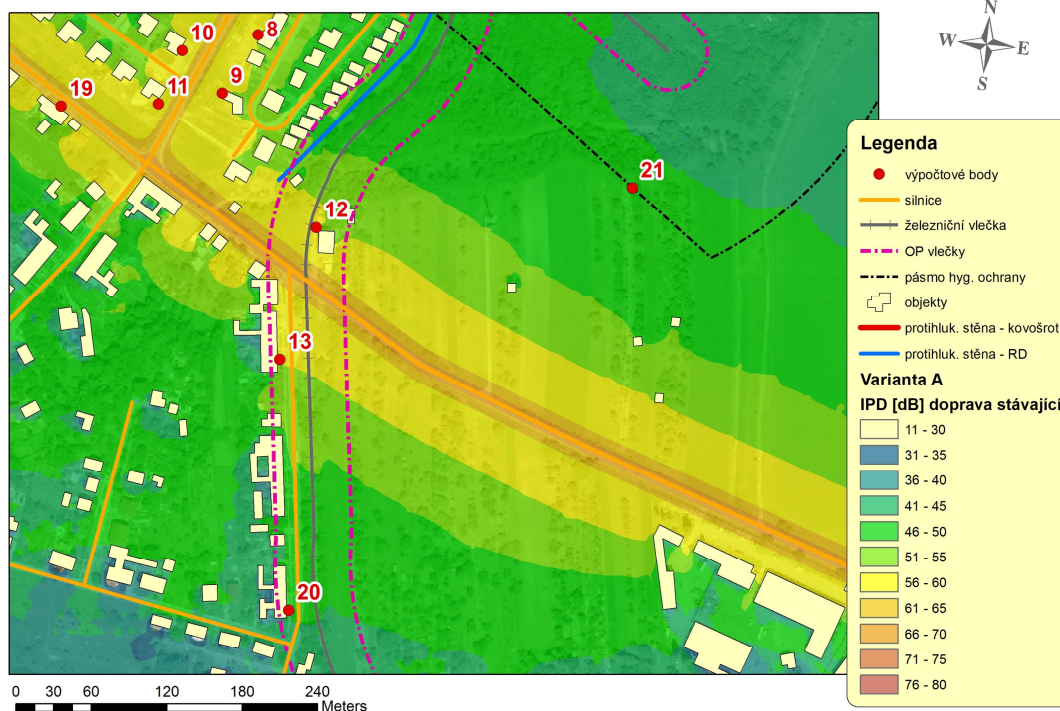 N
W E
S
10
8
19
11
9
21
12
13
20
Legenda
výpočtové body
silnice
železniční vlečka
OP vlečky
pásmo hyg. ochrany
objekty
protihluk. stěna - kovošrot
protihluk. stěna - RD
Varianta A
IPD [dB] doprava stávající
11 - 30
31 - 35
36 - 40
41 - 45
46 - 50
51 - 55
56 - 60
61 - 65
66 - 70
71 - 75
76 - 80
0 30 60 120 180 240
Meters